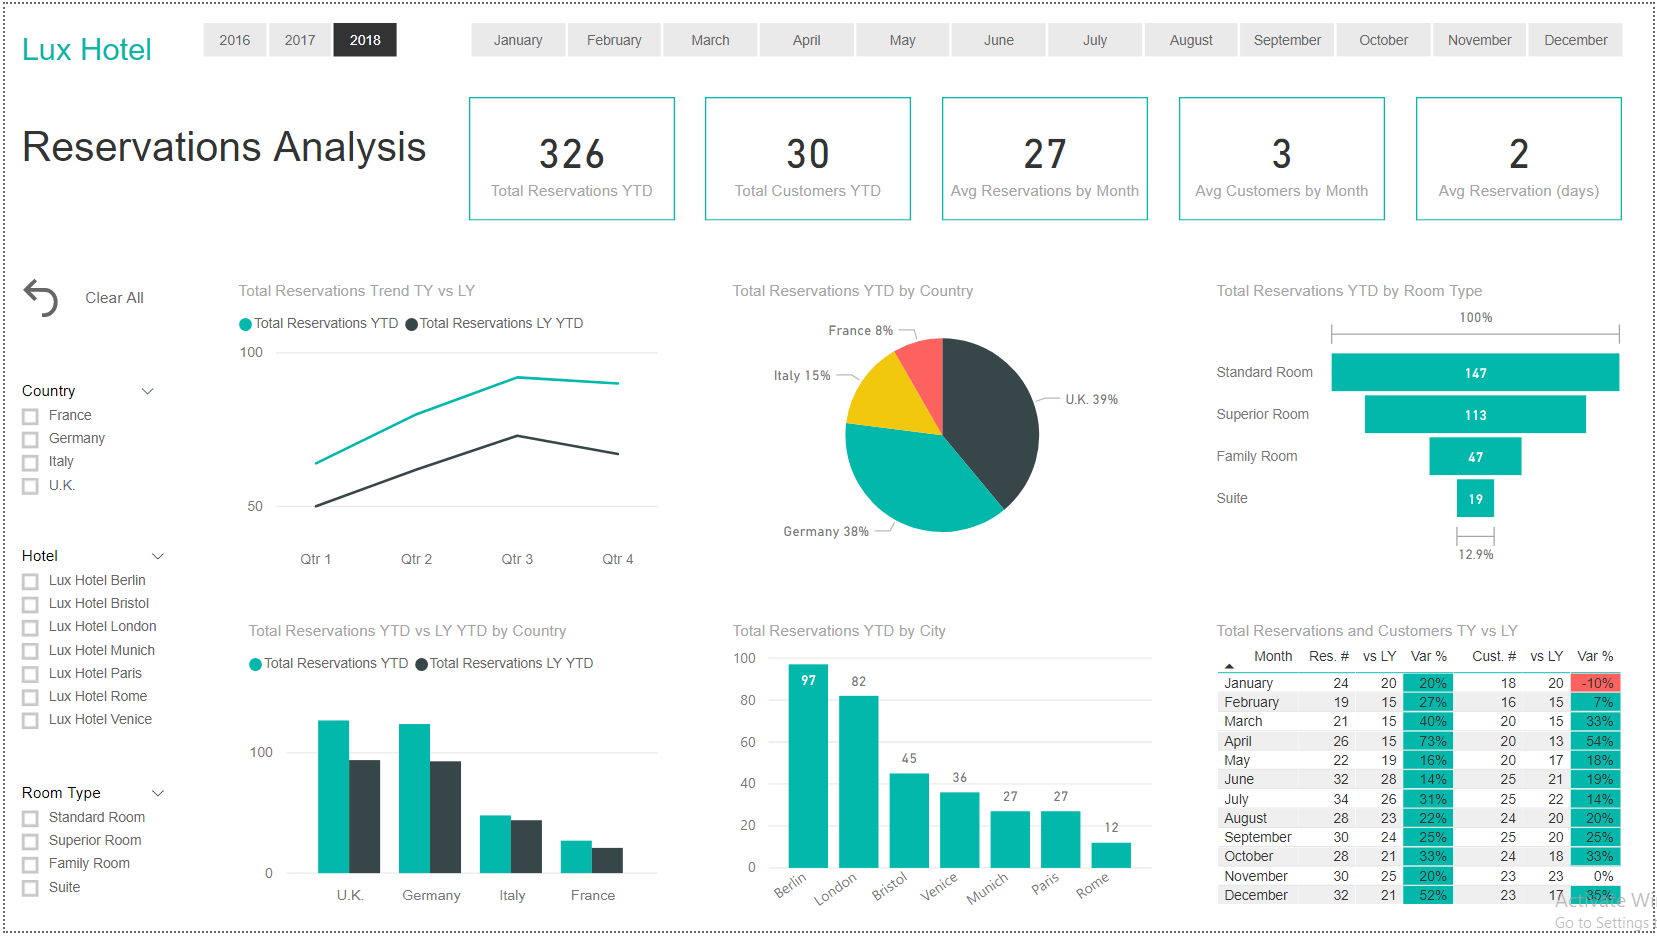 Lux Hotel
2016 2017 2018
January February March April May June July August September October November December
Reservations Analysis
326
Total Reservations YTD
30
Total Customers YTD
27
Avg Reservations by Month
3
Avg Customers by Month
2
Avg Reservation (days)
Clear All
Country
France
Germany
Italy
U.K.
Hotel
Lux Hotel Berlin
Lux Hotel Bristol
Lux Hotel London
Lux Hotel Munich
Lux Hotel Paris
Lux Hotel Rome
Lux Hotel Venice
Room Type
Standard Room
Superior Room
Family Room
Suite
Total Reservations Trend TY vs LY
Total Reservations YTD Total Reservations LY YTD
100
50
Qtr 1 Qtr 2 Qtr 3 Qtr 4
Total Reservations YTD by Country
France 8%
Italy 15%
U.K. 39%
Germany 38%
Total Reservations YTD by Room Type
100%
Standard Room 147
Superior Room 113
Family Room 47
Suite 19
12.9%
Total Reservations YTD vs LY YTD by Country
Total Reservations YTD Total Reservations LY YTD
100
0
U.K. Germany Italy France
Total Reservations YTD by City
100
80
60
40
20
0
97 82 45 36 27 27 12
Berlin London Bristol Venice Munich Paris Rome
Total Reservations and Customers TY vs LY
Month Res. # vs LY Var % Cust. # vs LY Var %
January 24 20 20% 18 20 -10%
February 19 15 27% 16 15 7%
March 21 15 40% 20 15 33%
April 26 15 73% 20 13 54%
May 22 19 16% 20 17 18%
June 32 28 14% 25 21 19%
July 34 26 31% 25 22 14%
August 28 23 22% 24 20 20%
September 30 24 25% 25 20 25%
October 28 21 33% 24 18 33%
November 30 25 20% 23 23 0%
December 32 21 52% 23 17 35%
Activate Wi
Go to Settings t